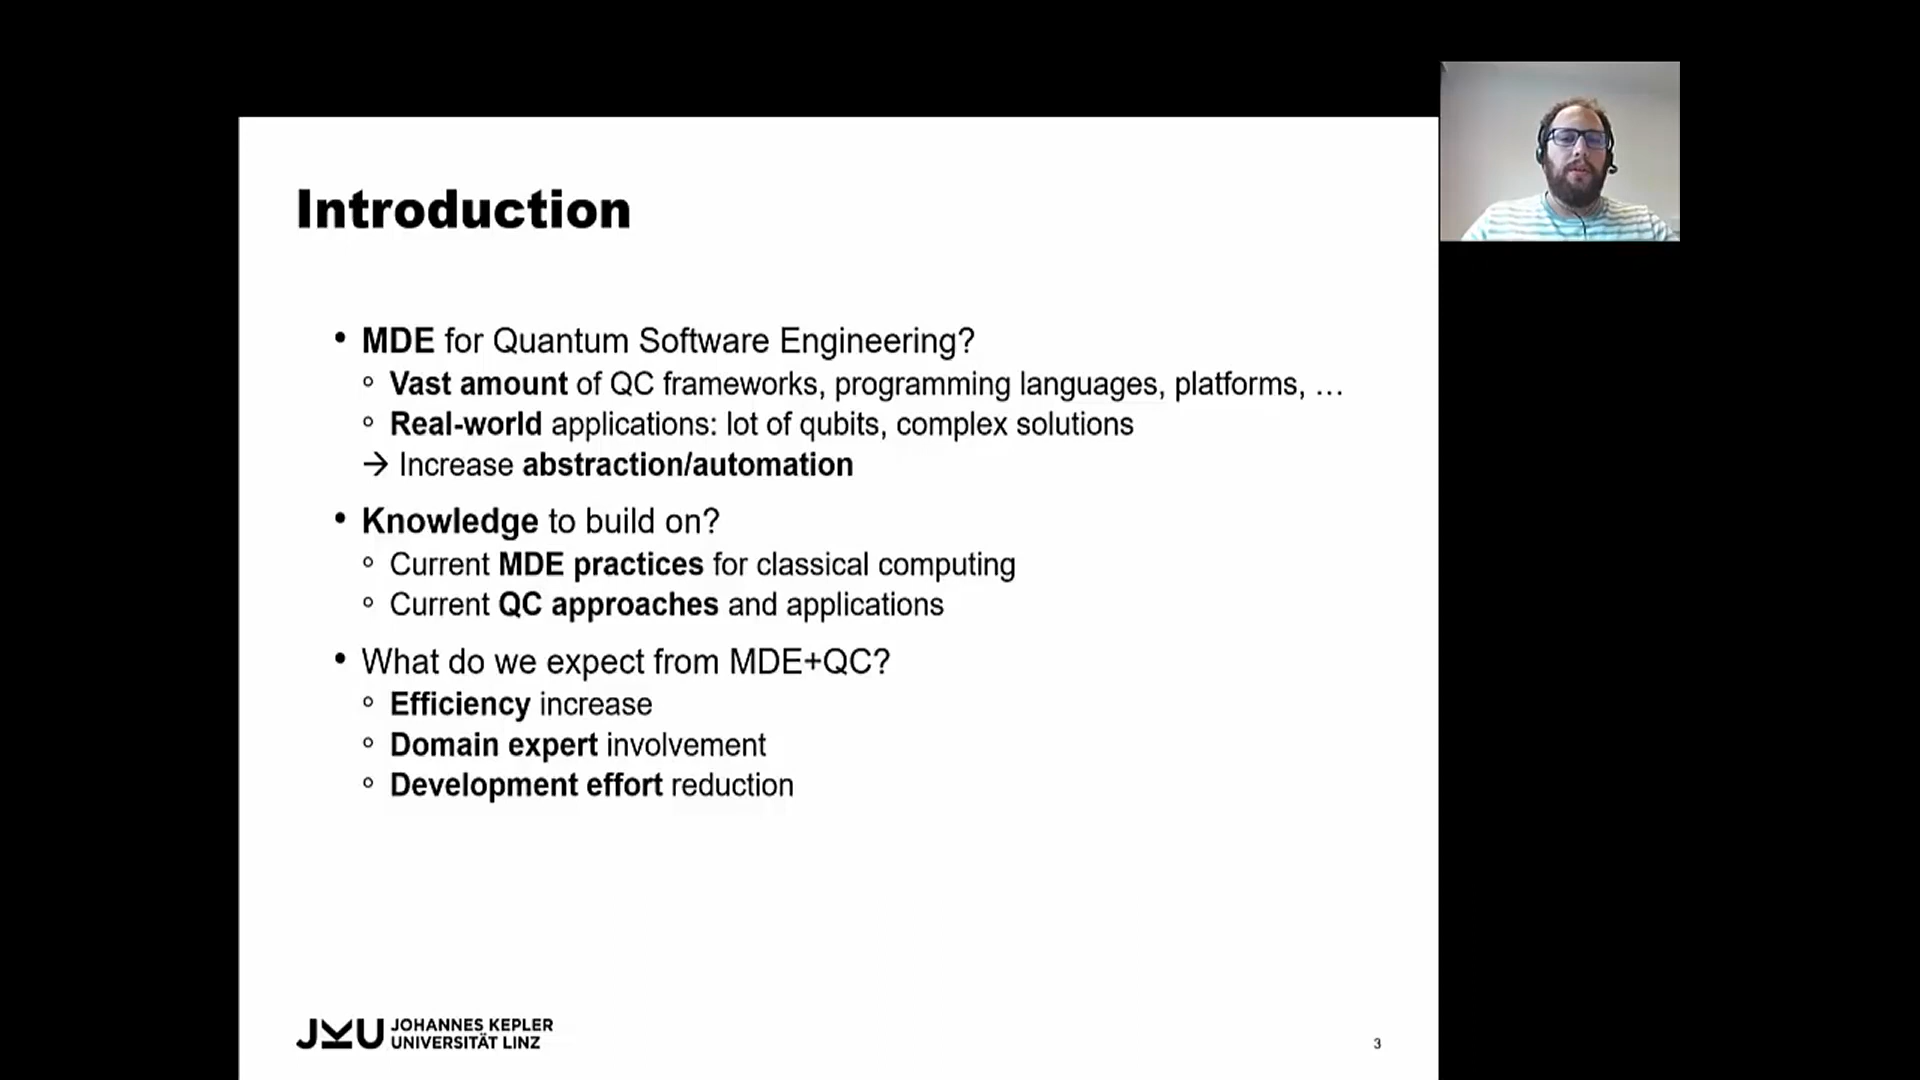 Introduction
• MDE for Quantum Software Engineering?
◦ Vast amount of QC frameworks, programming languages, platforms, …
◦ Real-world applications: lot of qubits, complex solutions
→ Increase abstraction/automation
• Knowledge to build on?
◦ Current MDE practices for classical computing
◦ Current QC approaches and applications
• What do we expect from MDE+QC?
◦ Efficiency increase
◦ Domain expert involvement
◦ Development effort reduction
JKU JOHANNES KEPLER
UNIVERSITÄT LINZ
3